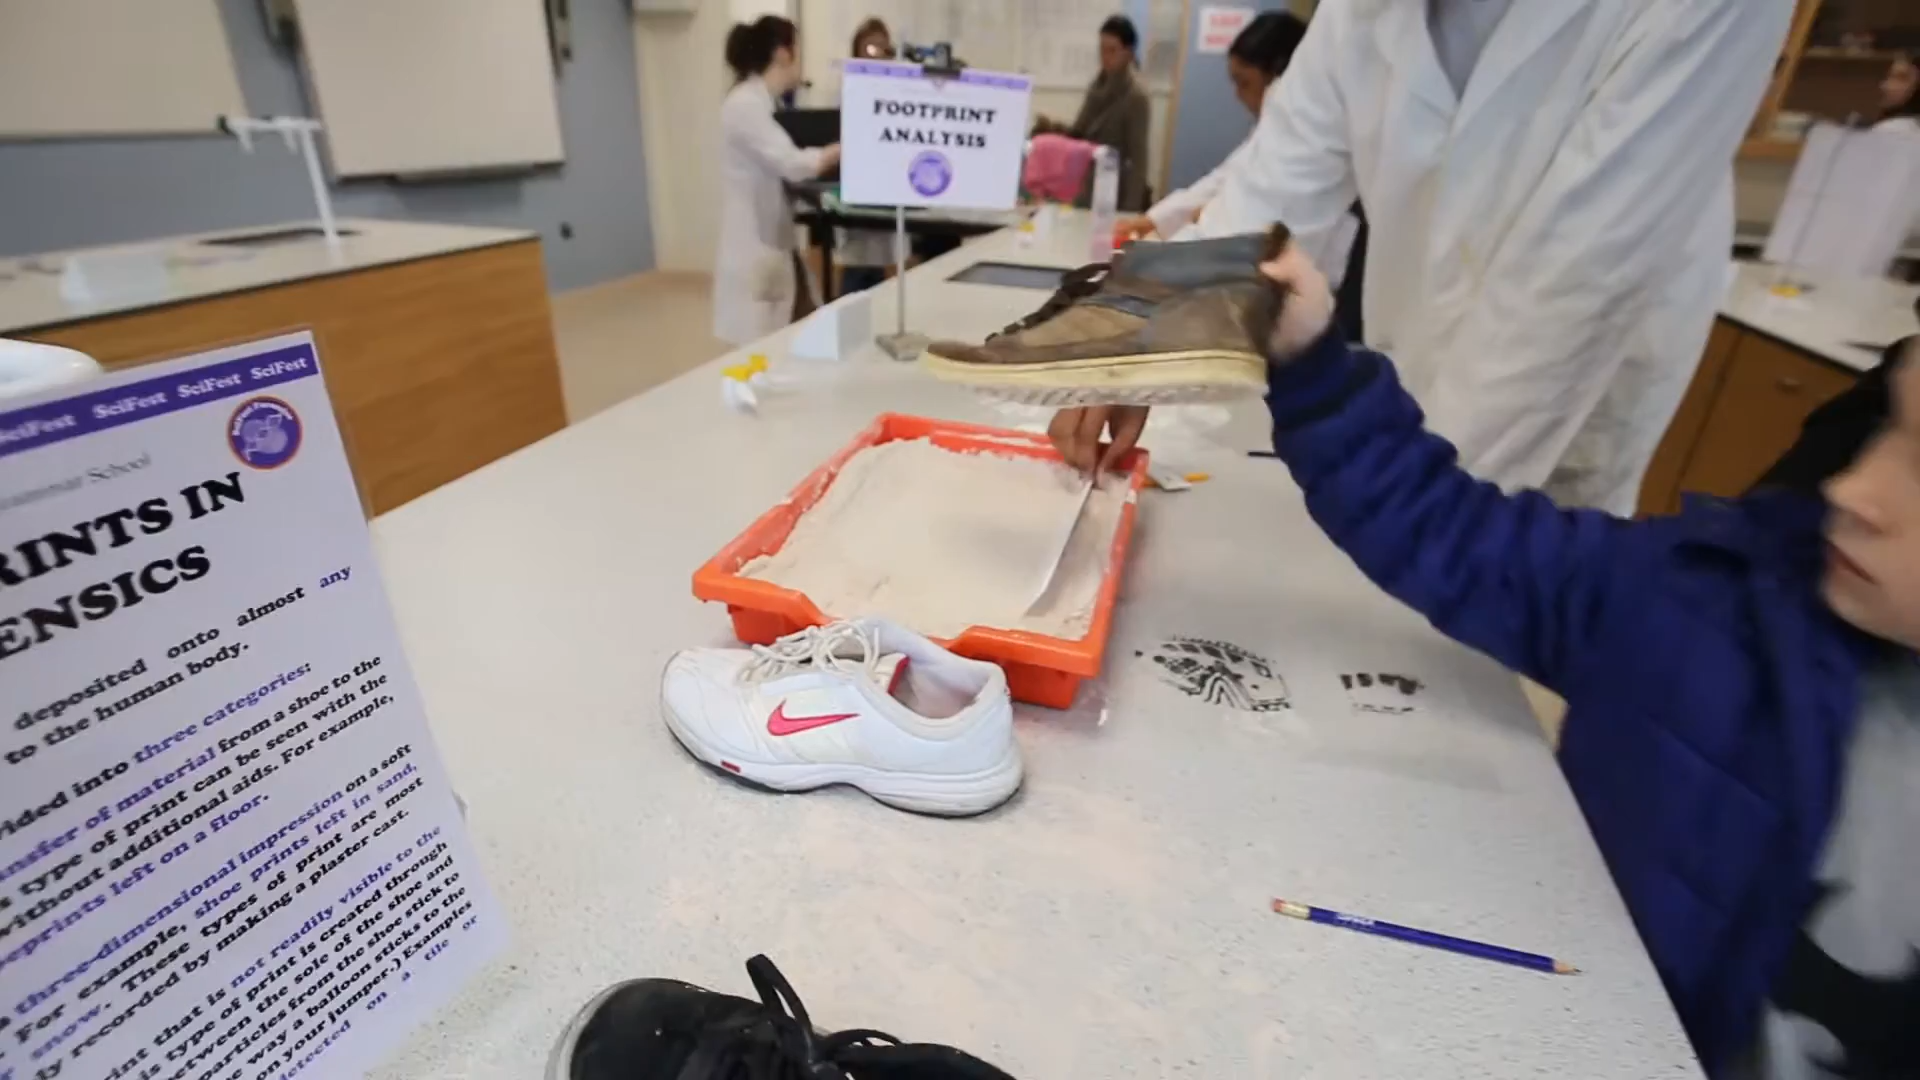 FOOTPRINT
ANALYSIS
SciFest SciFest SciFest SciFest
School
PRINTS IN
ENSICS
deposited onto almost any
to the human body.
vided into three categories:
ansfer of material from a shoe to the
type of print can be seen with the
without additional aids. For example,
eprints left on a floor.
three-dimensional impression on a soft
For example, shoe prints left in sand,
snow. These types of print are most
ly recorded by making a plaster cast.
rint that is not readily visible to the
is type of print is created through
between the sole of the shoe and
particles from the shoe stick to
way a balloon sticks to the
on your jumper.) Examples
detected on a tile or